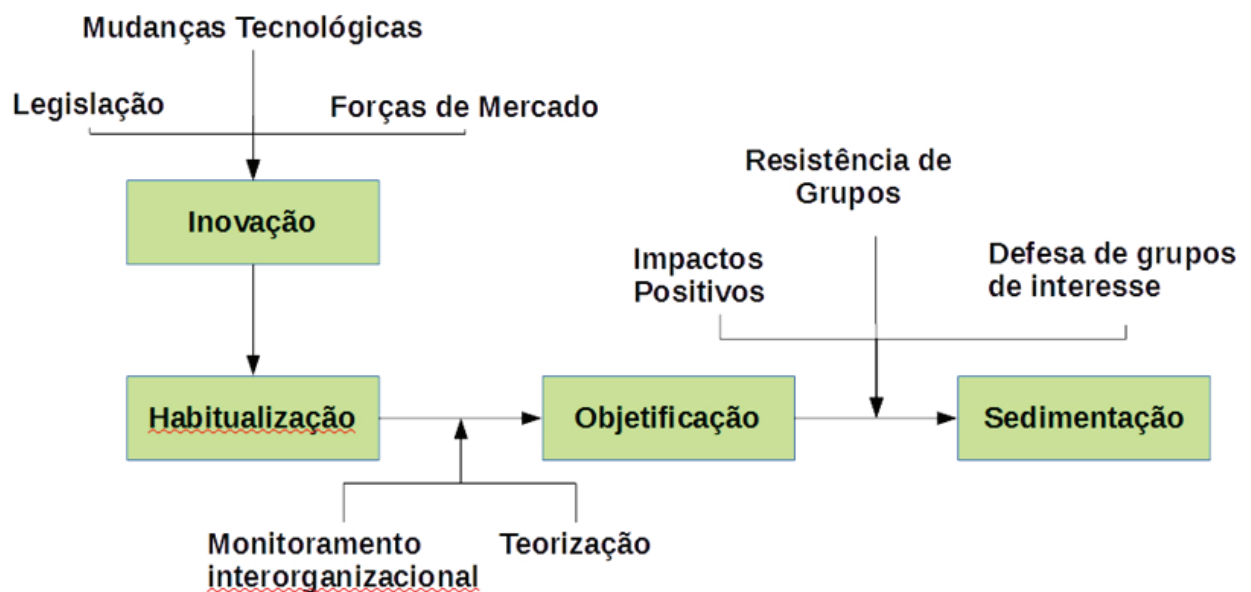 Mudanças Tecnológicas
Legislação
Forças de Mercado
Inovação
Resistência de
Grupos
Impactos
Positivos
Defesa de grupos
de interesse
Habitualização
Objetificação
Sedimentação
Monitoramento
interorganizacional
Teorização